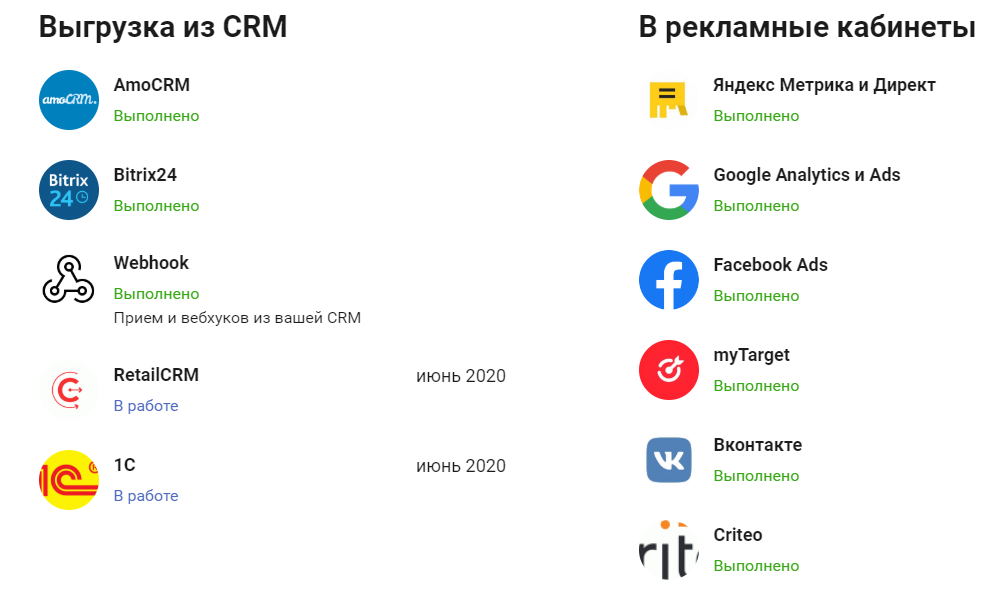 Выгрузка из CRM
amoCRM.
AmoCRM
Выполнено
Bitrix
24
Bitrix24
Выполнено
Webhook
Выполнено
Прием и вебхуков из вашей CRM
RetailCRM
июнь 2020
В работе
1C
1С
июнь 2020
В работе
В рекламные кабинеты
Яндекс Метрика и Директ
Выполнено
Google Analytics и Ads
Выполнено
Facebook Ads
Выполнено
myTarget
Выполнено
Вконтакте
Выполнено
rit
Criteo
Выполнено